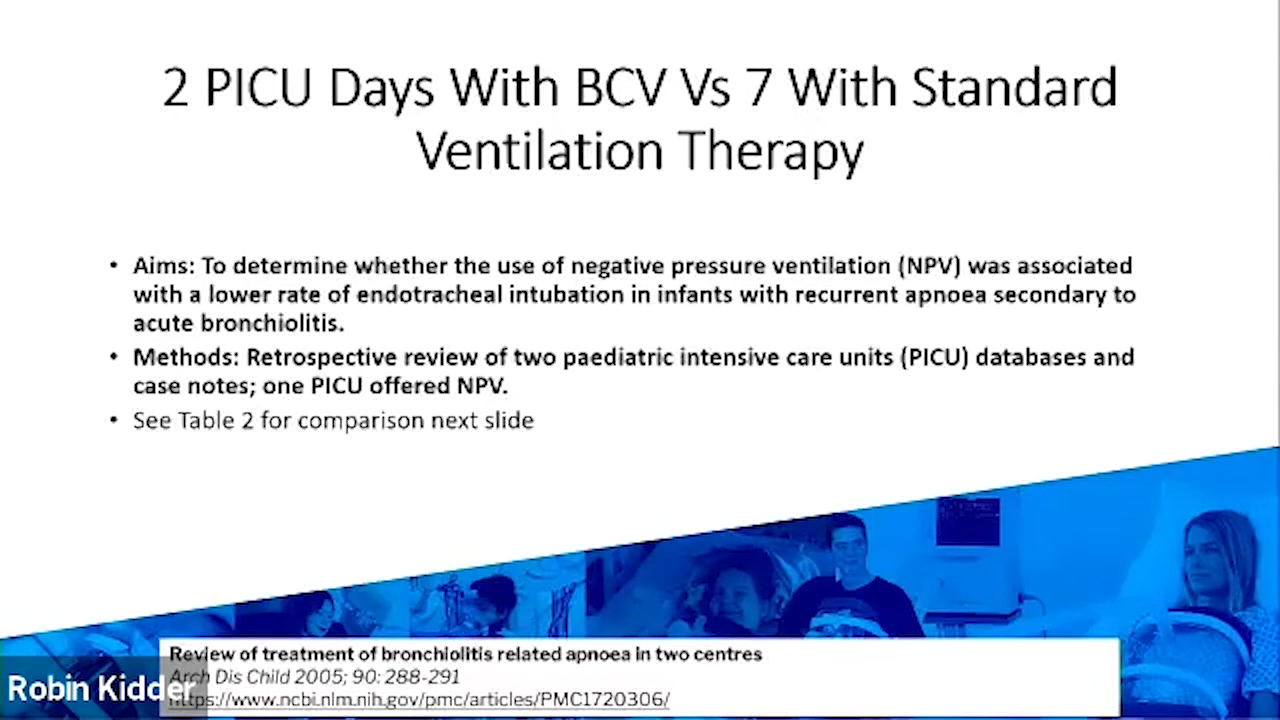 2 PICU Days With BCV Vs 7 With Standard
Ventilation Therapy
• Aims: To determine whether the use of negative pressure ventilation (NPV) was associated
with a lower rate of endotracheal intubation in infants with recurrent apnoea secondary to
acute bronchiolitis.
• Methods: Retrospective review of two paediatric intensive care units (PICU) databases and
case notes; one PICU offered NPV.
• See Table 2 for comparison next slide
Review of treatment of bronchiolitis related apnoea in two centres
Arch Dis Child 2005; 90: 288-291
https://www.ncbi.nlm.nih.gov/pmc/articles/PMC1720306/
Robin Kidder